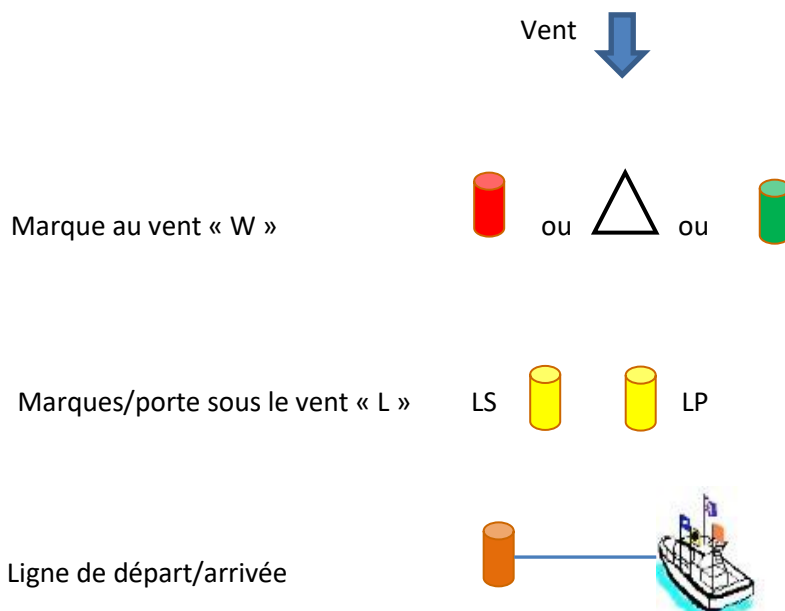 Vent
Marque au vent « W »
ou
ou
Marques/porte sous le vent « L »
LS
LP
Ligne de départ/arrivée